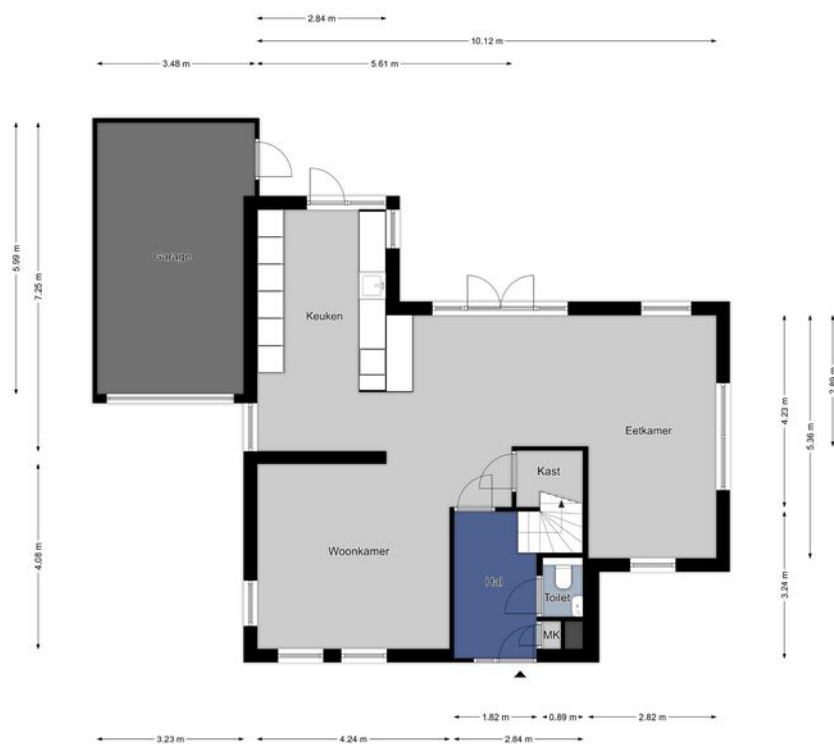 2.84 m
10.12 m
3.48 m
5.61 m
5.99 m
7.25 m
4.08 m
Garage
Keuken
Eetkamer
Kast
Woonkamer
Hal
Toilet
MK
4.23 m
5.36 m
2.89 m
3.24 m
1.82 m
0.89 m
3.23 m
4.24 m
2.84 m
2.82 m